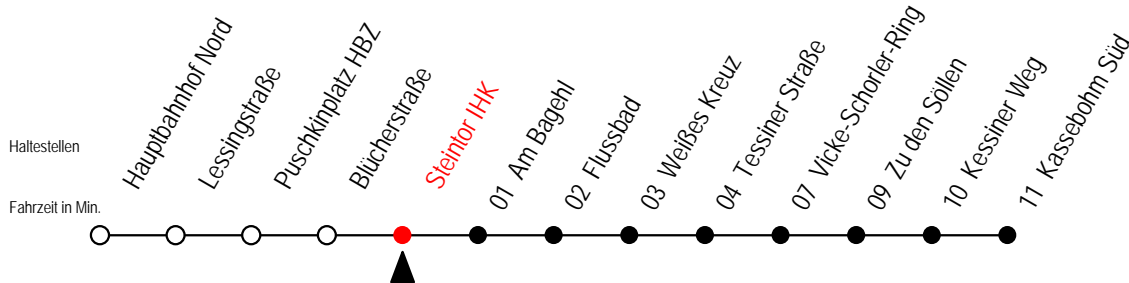 Haltestellen
Fahrzeit in Min.
Hauptbahnhof Nord
Lessingstraße
Puschkinplatz HBZ
Blücherstraße
Steintor IHK
01 Am Bagehl
02 Flussbad
03 Weißes Kreuz
04 Tessiner Straße
07 Vicke-Schorler-Ring
09 Zu den Söllen
10 Kessiner Weg
11 Kassebohm Süd